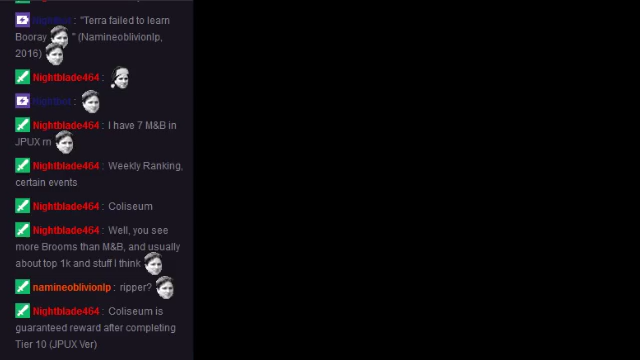 Nightbot: "Terra failed to learn
Booray " (Namineoblivionlp,
2016)
Nightblade464:
Nightbot:
Nightblade464: I have 7 M&B in
JPUX rn
Nightblade464: Weekly Ranking,
certain events
Nightblade464: Coliseum
Nightblade464: Well, you see
more Brooms than M&B, and usually
about top 1k and stuff I think
namineoblivionlp: ripper?
Nightblade464: Coliseum is
guaranteed reward after completing
Tier 10 (JPUX Ver)